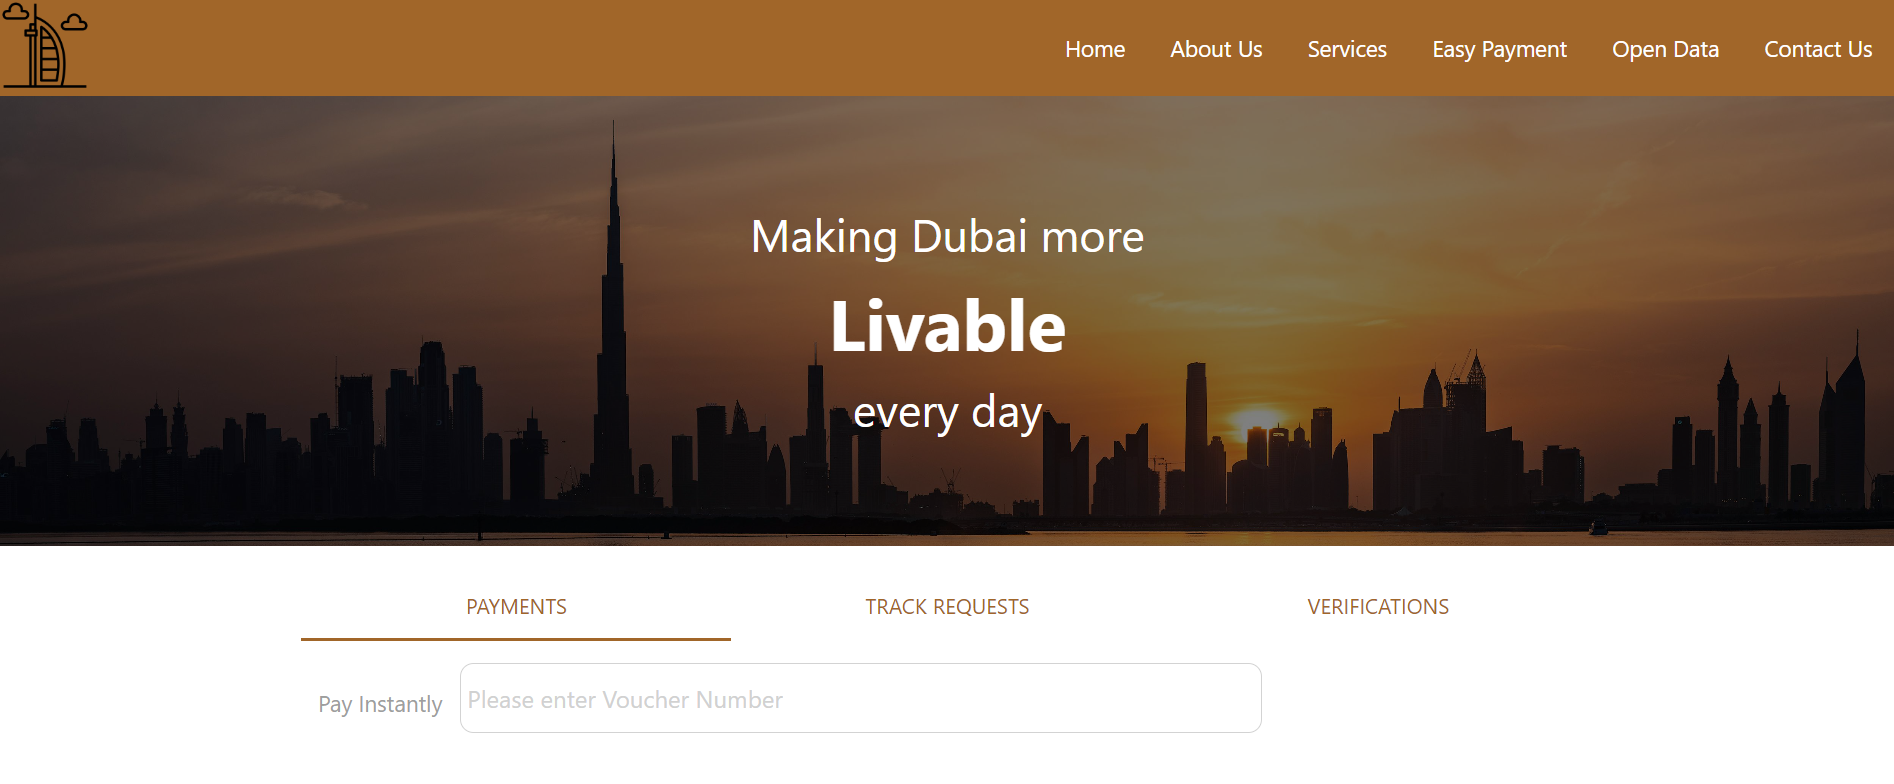 Home About Us Services Easy Payment Open Data Contact Us
Making Dubai more
Livable
every day
PAYMENTS TRACK REQUESTS VERIFICATIONS
Pay Instantly Please enter Voucher Number